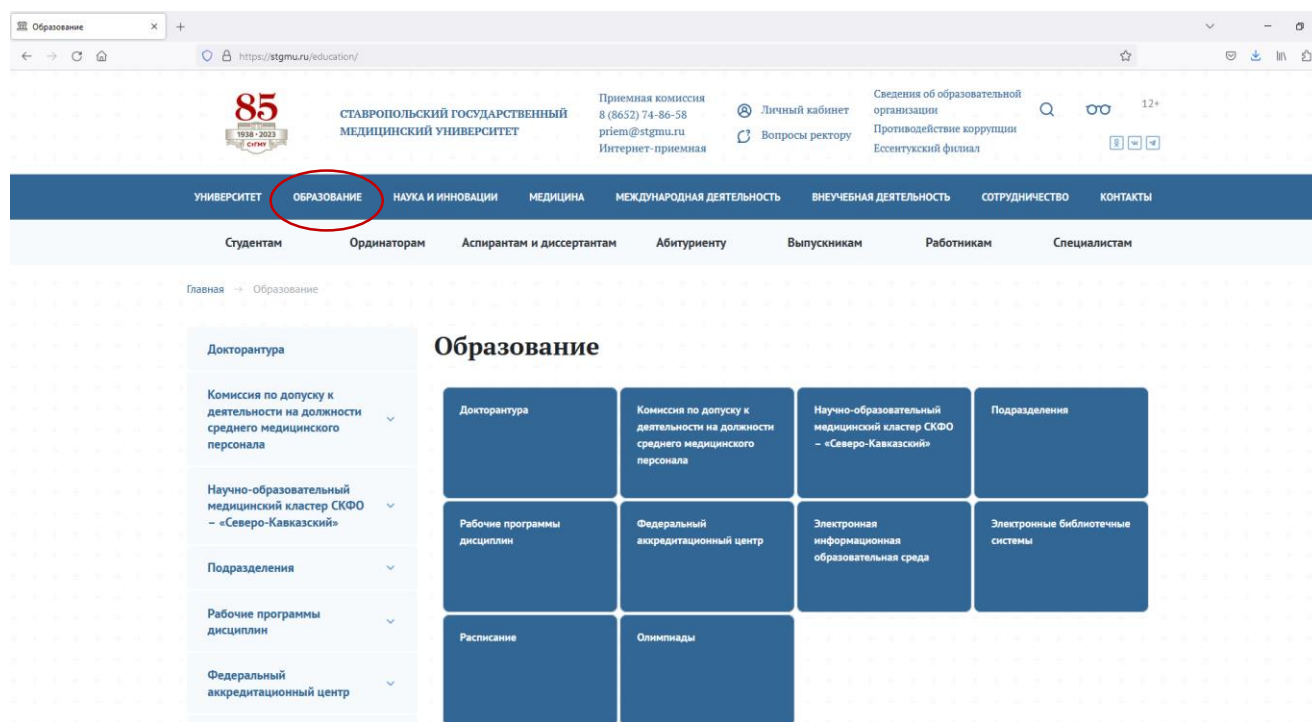 Образование
https://stgmu.ru/education/
85
1938 - 2023
СтГМУ
СТАВРОПОЛЬСКИЙ ГОСУДАРСТВЕННЫЙ
МЕДИЦИНСКИЙ УНИВЕРСИТЕТ
Приемная комиссия
8 (8652) 74-86-58
priem@stgmu.ru
Интернет-приемная
Личный кабинет
Вопросы ректору
Сведения об образовательной
организации
Противодействие коррупции
Ессентукский филиал
12+
УНИВЕРСИТЕТ ОБРАЗОВАНИЕ НАУКА И ИННОВАЦИИ МЕДИЦИНА МЕЖДУНАРОДНАЯ ДЕЯТЕЛЬНОСТЬ ВНЕУЧЕБНАЯ ДЕЯТЕЛЬНОСТЬ СОТРУДНИЧЕСТВО КОНТАКТЫ
Студентам Ординаторам Аспирантам и диссертантам Абитуриенту Выпускникам Работникам Специалистам
Главная → Образование
Докторантура
Комиссия по допуску к
деятельности на должности
среднего медицинского
персонала
Научно-образовательный
медицинский кластер СКФО
– «Северо-Кавказский»
Подразделения
Рабочие программы
дисциплин
Федеральный
аккредитационный центр
Образование
Докторантура
Комиссия по допуску к
деятельности на должности
среднего медицинского
персонала
Научно-образовательный
медицинский кластер СКФО
– «Северо-Кавказский»
Подразделения
Рабочие программы
дисциплин
Федеральный
аккредитационный центр
Электронная
информационная
образовательная среда
Электронные библиотечные
системы
Расписание
Олимпиады